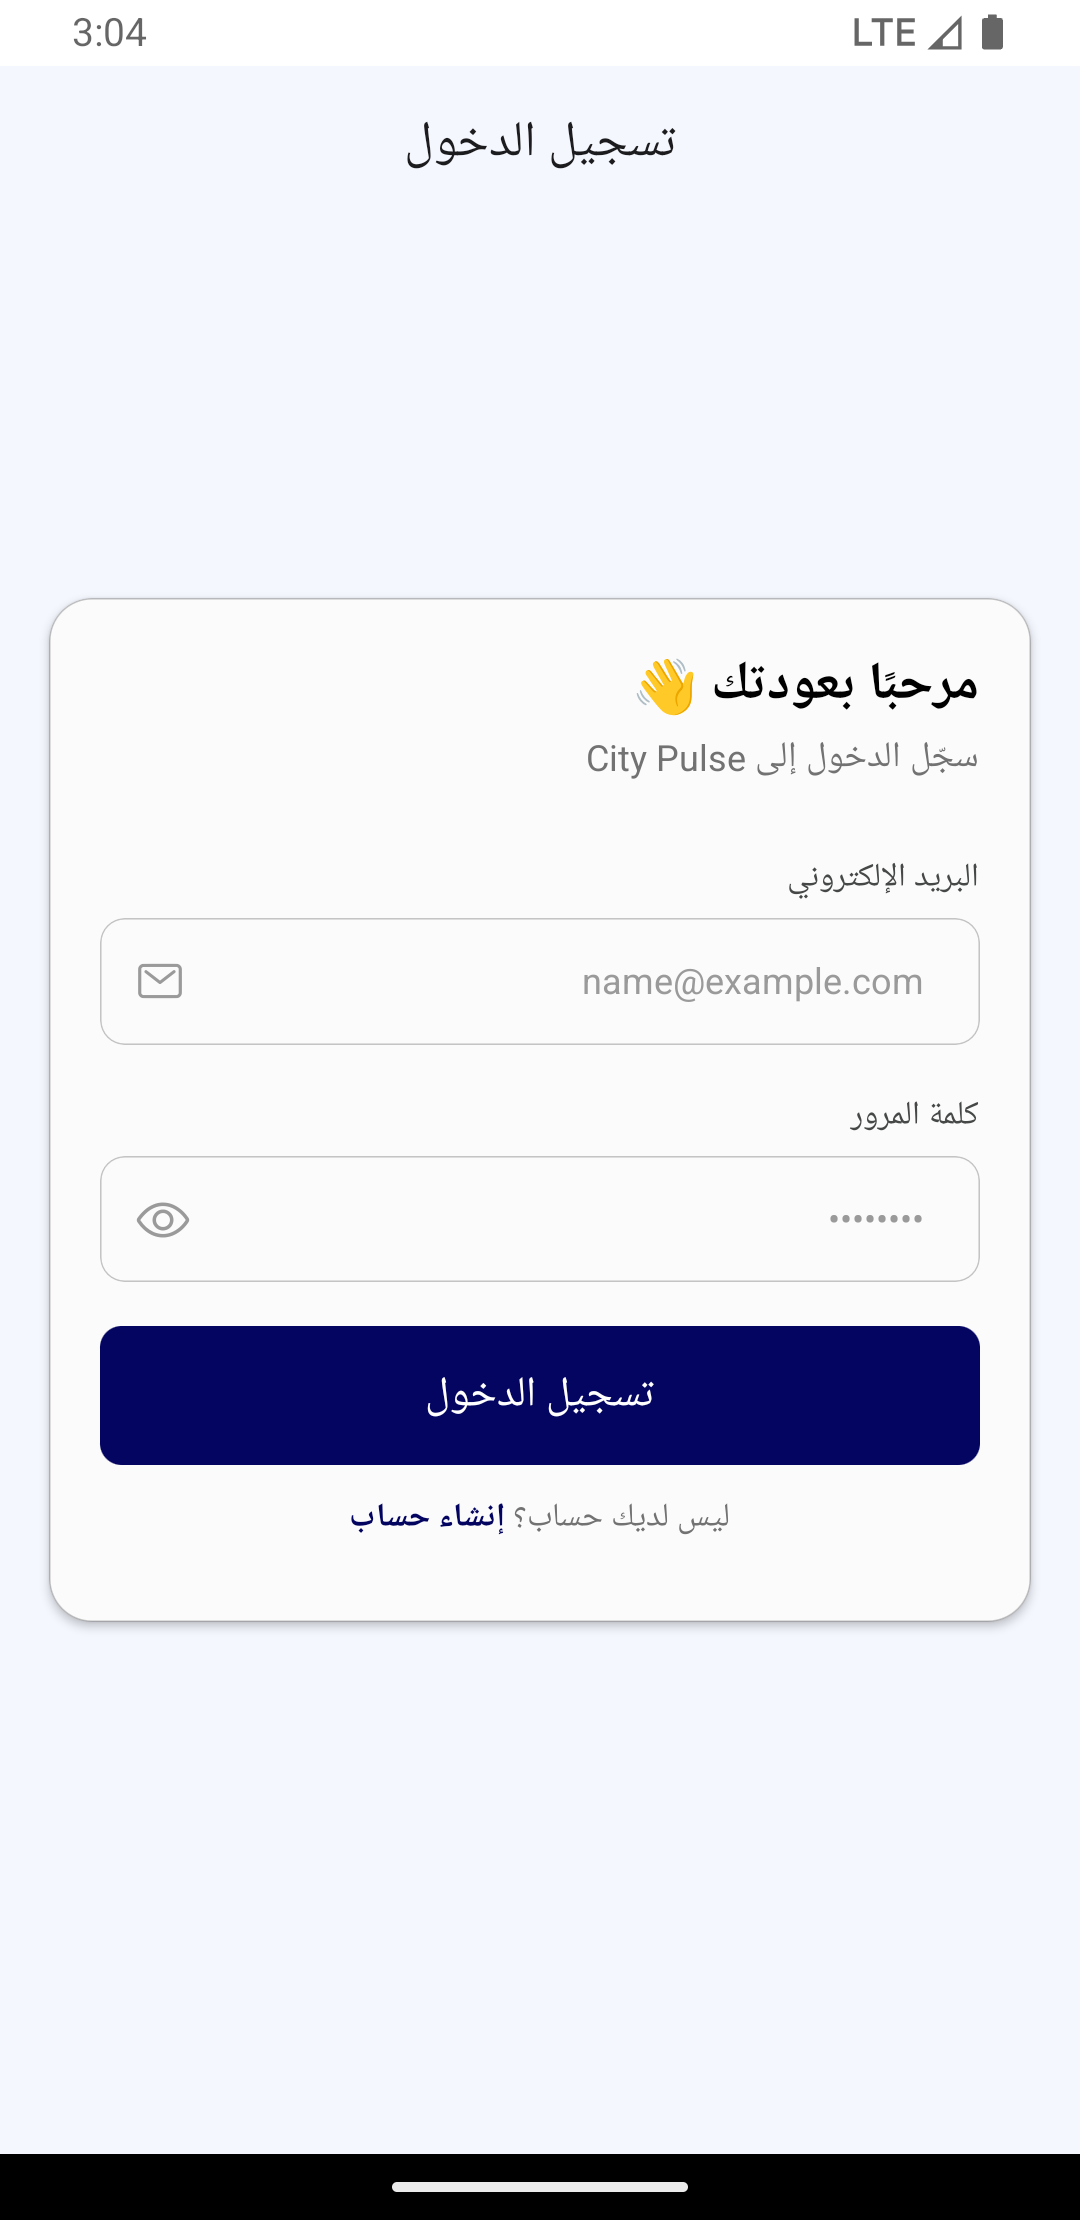 3:04 LTE
تسجيل الدخول
مرحبًا بعودتك 👋
سجّل الدخول إلى City Pulse
البريد الإلكتروني
name@example.com
كلمة المرور
••••••••
تسجيل الدخول
ليس لديك حساب؟ إنشاء حساب